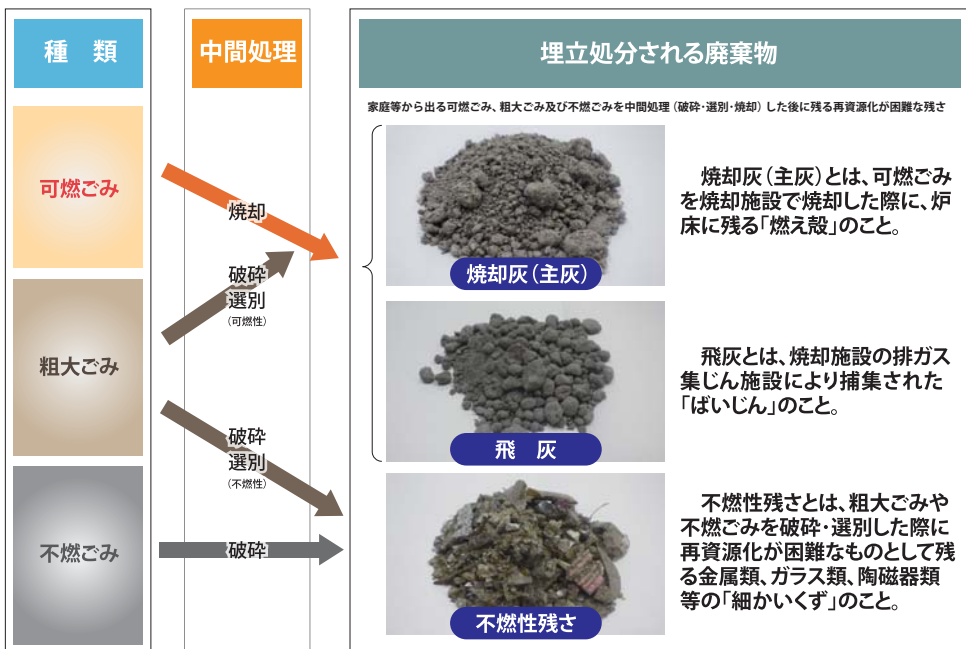 種　類
中間処理
埋立処分される廃棄物
家庭等から出る可燃ごみ、粗大ごみ及び不燃ごみを中間処理（破砕・選別・焼却）した後に残る再資源化が困難な残さ
可燃ごみ
粗大ごみ
不燃ごみ
焼却
破砕
選別
(可燃性)
破砕
選別
(不燃性)
破砕
焼却灰（主灰）
焼却灰（主灰）とは、可燃ごみ
を焼却施設で焼却した際に、炉
床に残る「燃え殻」のこと。
飛　灰
飛灰とは、焼却施設の排ガス
集じん施設により捕集された
「ばいじん」のこと。
不燃性残さ
不燃性残さとは、粗大ごみや
不燃ごみを破砕・選別した際に
再資源化が困難なものとして残
る金属類、ガラス類、陶磁器類
等の「細かいくず」のこと。